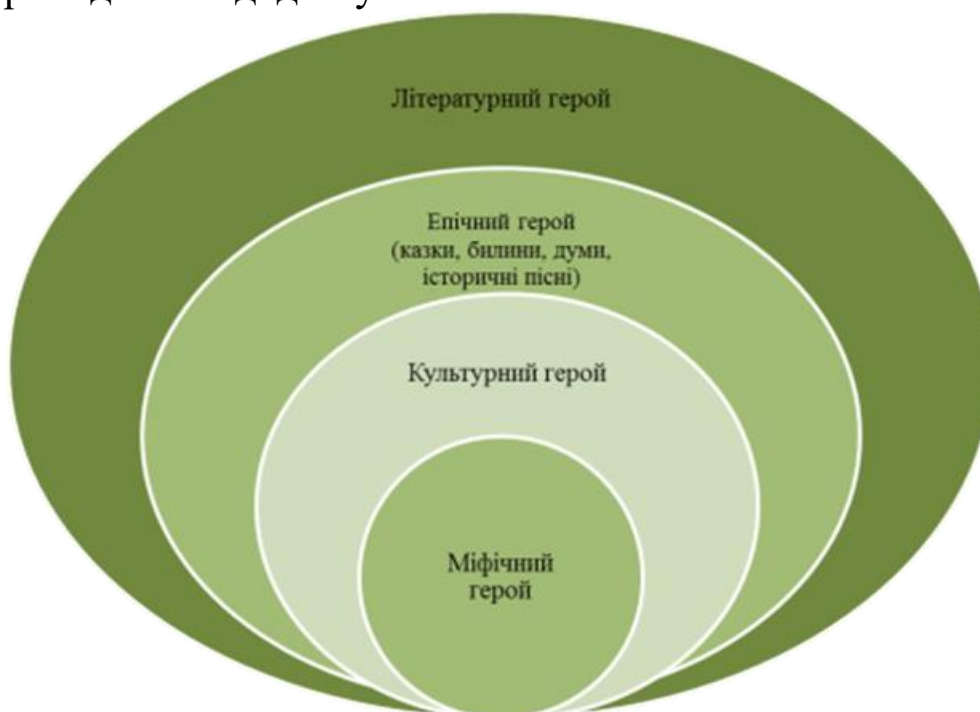 Літературний герой
Епічний герой
(казки, билини, думи,
історичні пісні)
Культурний герой
Міфічний
герой